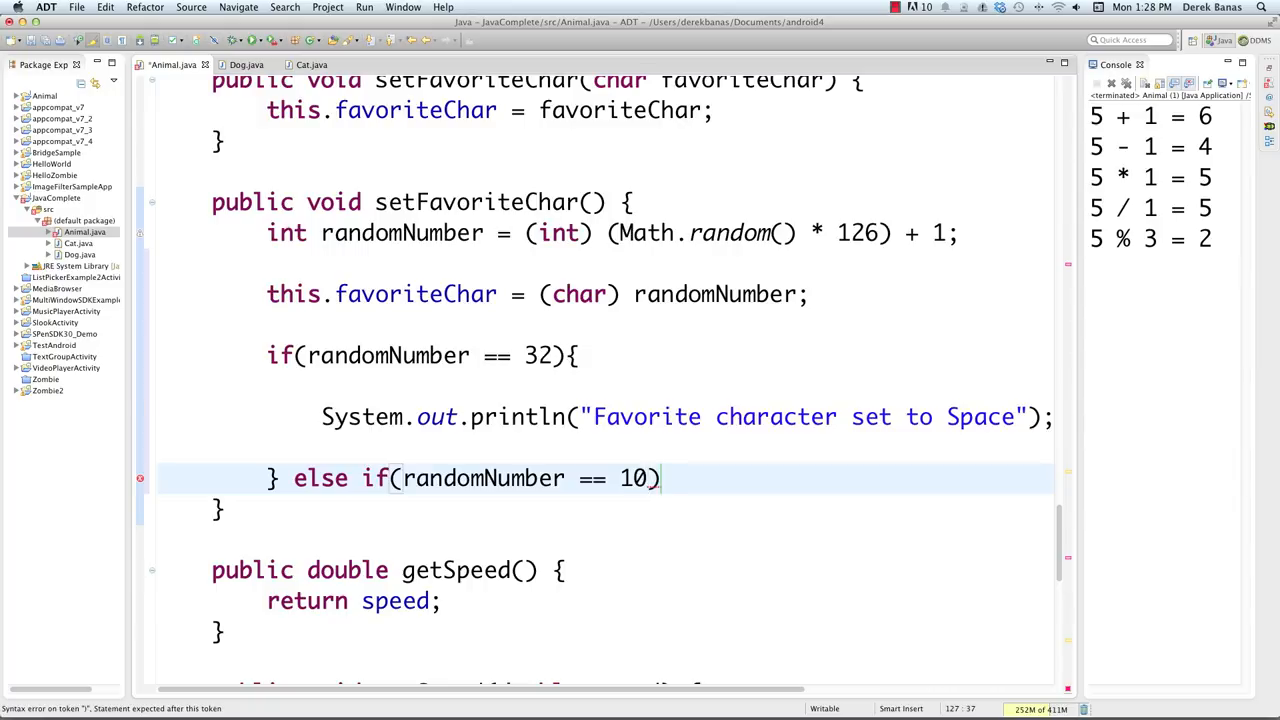 ADT File Edit Refactor Source Navigate Search Project Run Window Help 10 Mon 1:28 PM Derek Banas
Java – JavaComplete/src/Animal.java – ADT – /Users/derekbanas/Documents/android4
Quick Access Java DDMS
Package Exp
*Animal.java Dog.java Cat.java
Console
<terminated> Animal (1) [Java Application] /S
Animal
appcompat_v7
appcompat_v7_2
appcompat_v7_3
appcompat_v7_4
BridgeSample
HelloWorld
HelloZombie
ImageFilterSampleApp
JavaComplete
src
(default package)
Animal.java
Cat.java
Dog.java
JRE System Library [Ja
ListPickerExample2Activi
MediaBrowser
MultiWindowSDKExample
MusicPlayerActivity
SlookActivity
SPenSDK30_Demo
TestAndroid
TextGroupActivity
VideoPlayerActivity
Zombie
Zombie2
public void setFavoriteChar(char favoriteChar) {
this.favoriteChar = favoriteChar;
}
public void setFavoriteChar() {
int randomNumber = (int) (Math.random() * 126) + 1;
this.favoriteChar = (char) randomNumber;
if(randomNumber == 32){
System.out.println("Favorite character set to Space");
} else if(randomNumber == 10)
}
public double getSpeed() {
return speed;
}
5 + 1 = 6
5 - 1 = 4
5 * 1 = 5
5 / 1 = 5
5 % 3 = 2
Syntax error on token ")", Statement expected after this token Writable Smart Insert 127 : 37 252M of 411M